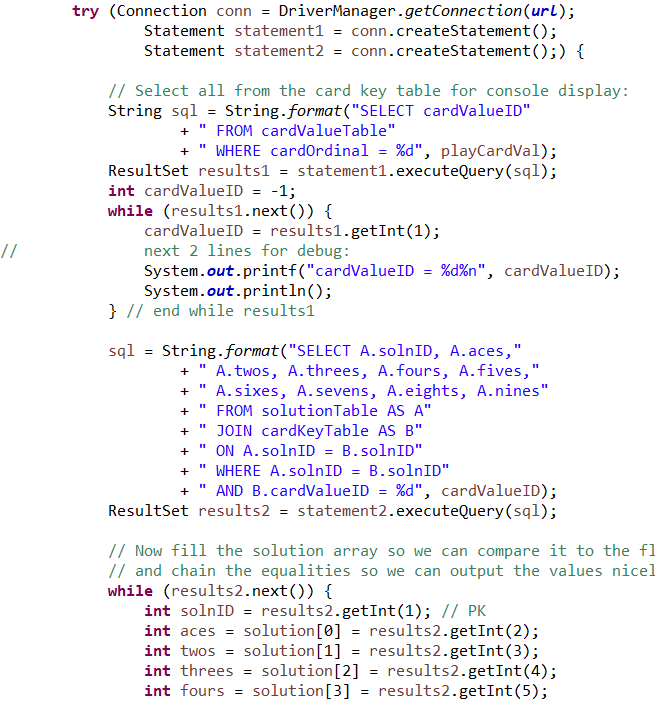 try (Connection conn = DriverManager.getConnection(url);
Statement statement1 = conn.createStatement();
Statement statement2 = conn.createStatement();) {
// Select all from the card key table for console display:
String sql = String.format("SELECT cardValueID"
+ " FROM cardValueTable"
+ " WHERE cardOrdinal = %d", playCardVal);
ResultSet results1 = statement1.executeQuery(sql);
int cardValueID = -1;
while (results1.next()) {
cardValueID = results1.getInt(1);
// next 2 lines for debug:
System.out.printf("cardValueID = %d%n", cardValueID);
System.out.println();
} // end while results1
sql = String.format("SELECT A.solnID, A.aces,"
+ " A.twos, A.threes, A.fours, A.fives,"
+ " A.sixes, A.sevens, A.eights, A.nines"
+ " FROM solutionTable AS A"
+ " JOIN cardKeyTable AS B"
+ " ON A.solnID = B.solnID"
+ " WHERE A.solnID = B.solnID"
+ " AND B.cardValueID = %d", cardValueID);
ResultSet results2 = statement2.executeQuery(sql);
// Now fill the solution array so we can compare it to the
// and chain the equalities so we can output the values
while (results2.next()) {
int solnID = results2.getInt(1); // PK
int aces = solution[0] = results2.getInt(2);
int twos = solution[1] = results2.getInt(3);
int threes = solution[2] = results2.getInt(4);
int fours = solution[3] = results2.getInt(5);